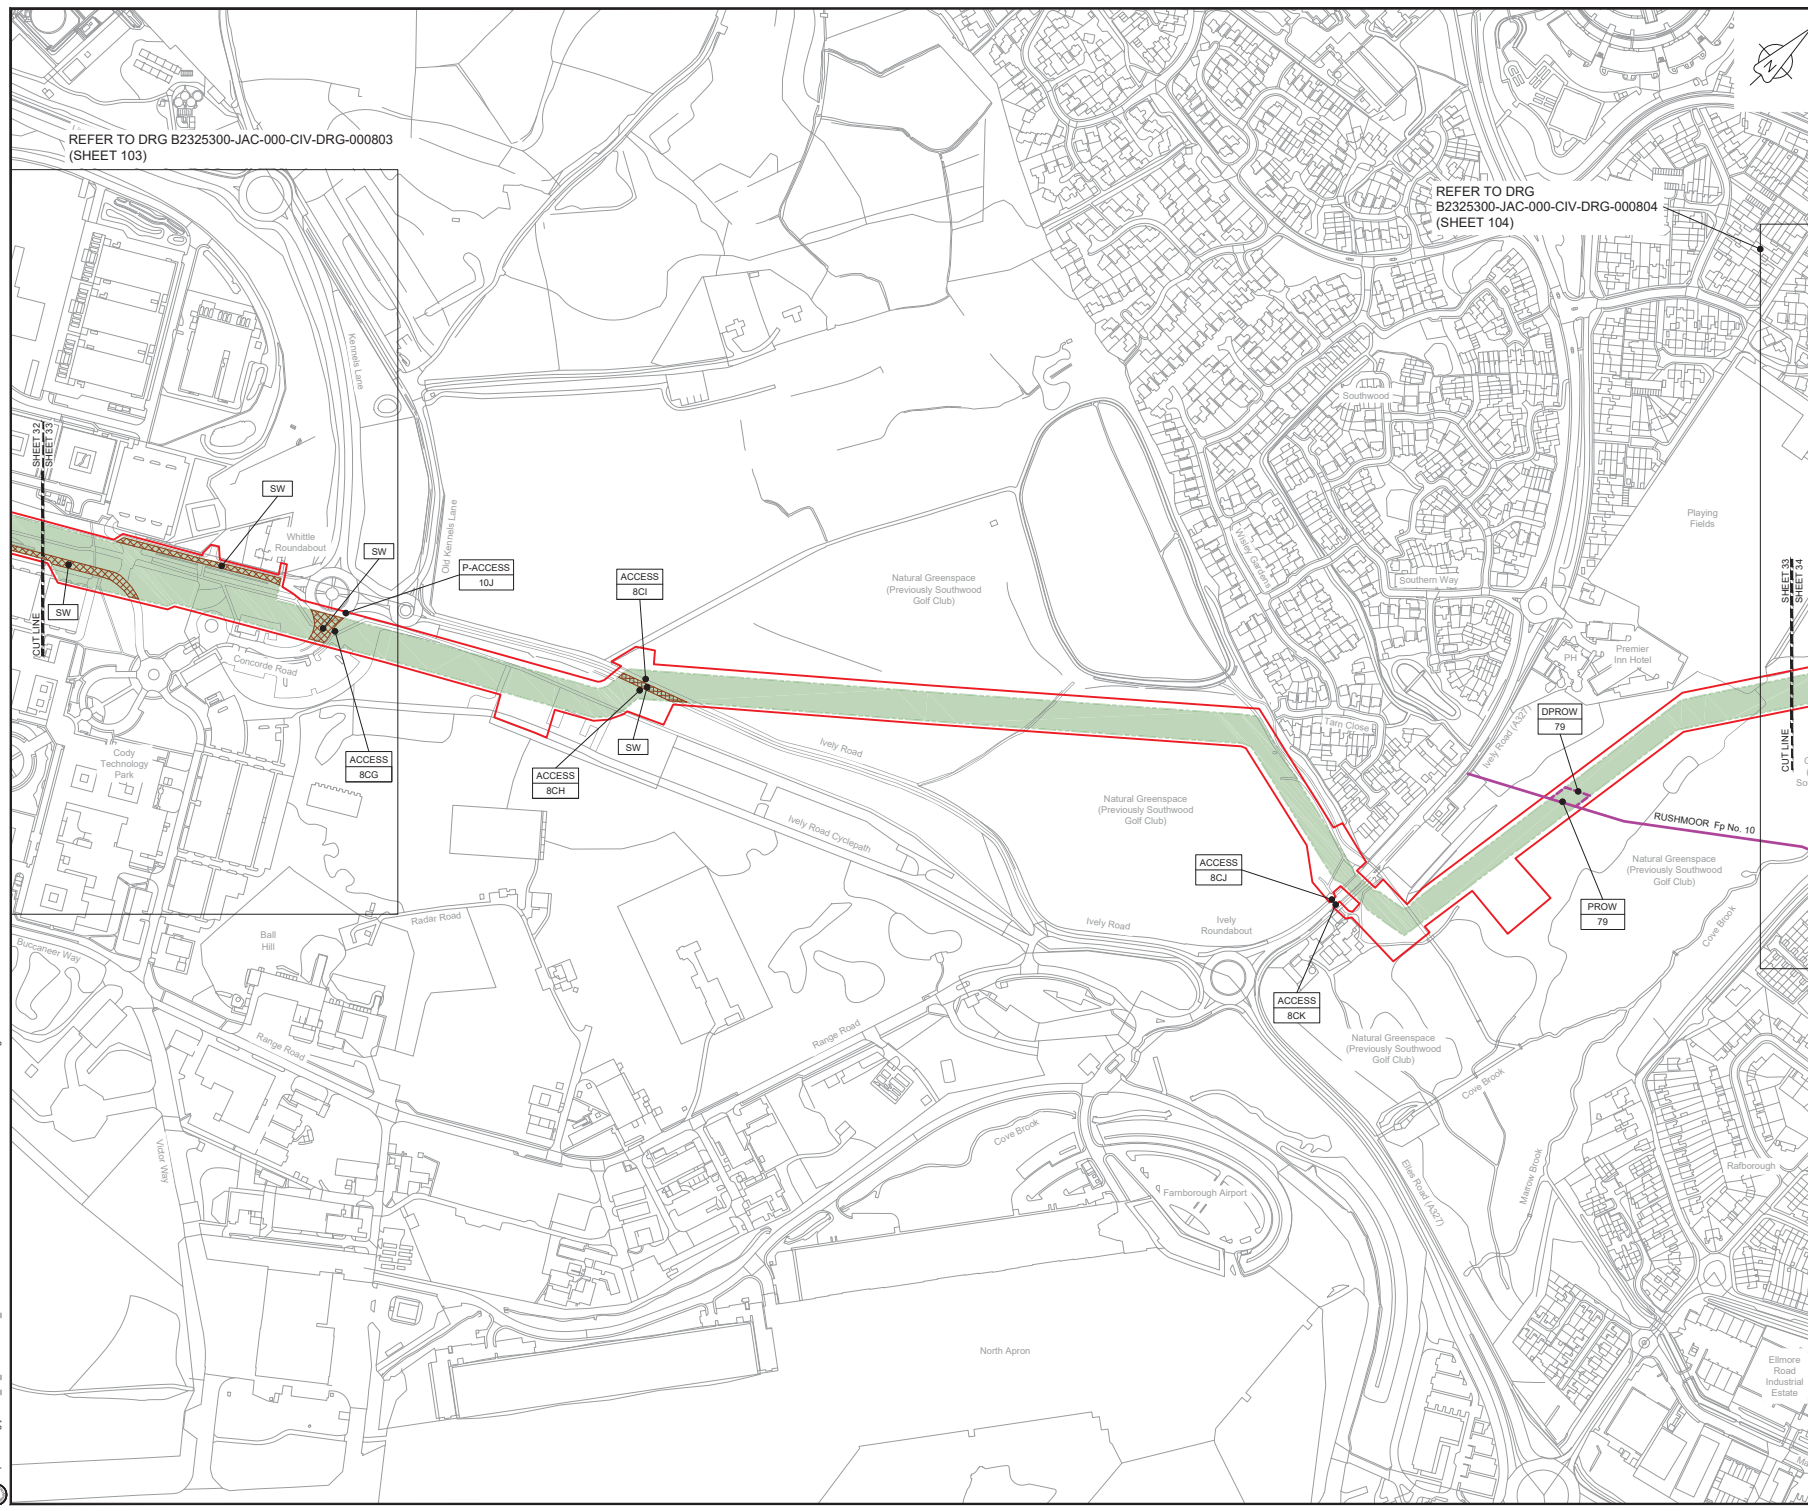 N
REFER TO DRG B2325300-JAC-000-CIV-DRG-000803
(SHEET 103)
REFER TO DRG
B2325300-JAC-000-CIV-DRG-000804
(SHEET 104)
Kennels Lane
Southwood
SHEET 32
SHEET 33
CUT LINE
SW
Whittle
Roundabout
SW
Old Kennels Lane
P-ACCESS
10J
ACCESS
8CI
Natural Greenspace
(Previously Southwood
Golf Club)
Playing
Fields
Southern Way
SHEET 33
SHEET 34
CUT LINE
SW
Concorde Road
PH
Premier
Inn Hotel
DPROW
79
Tarn Close
Ively Road (A327)
Cody
Technology
Park
ACCESS
8CG
ACCESS
8CH
SW
Ively Road
Ively Road Cyclepath
Natural Greenspace
(Previously Southwood
Golf Club)
RUSHMOOR Fp No. 10
ACCESS
8CJ
Natural Greenspace
(Previously Southwood
Golf Club)
PROW
79
Radar Road
Ively Road
Ively
Roundabout
Cove Brook
Ball
Hill
Buccaneer Way
ACCESS
8CK
Range Road
Range Road
Natural Greenspace
(Previously Southwood
Golf Club)
Cove Brook
Cove Brook
Victor Way
Marrow Brook
Rafborough
Elles Road (A327)
Farnborough Airport
North Apron
Ellmore
Road
Industrial
Estate